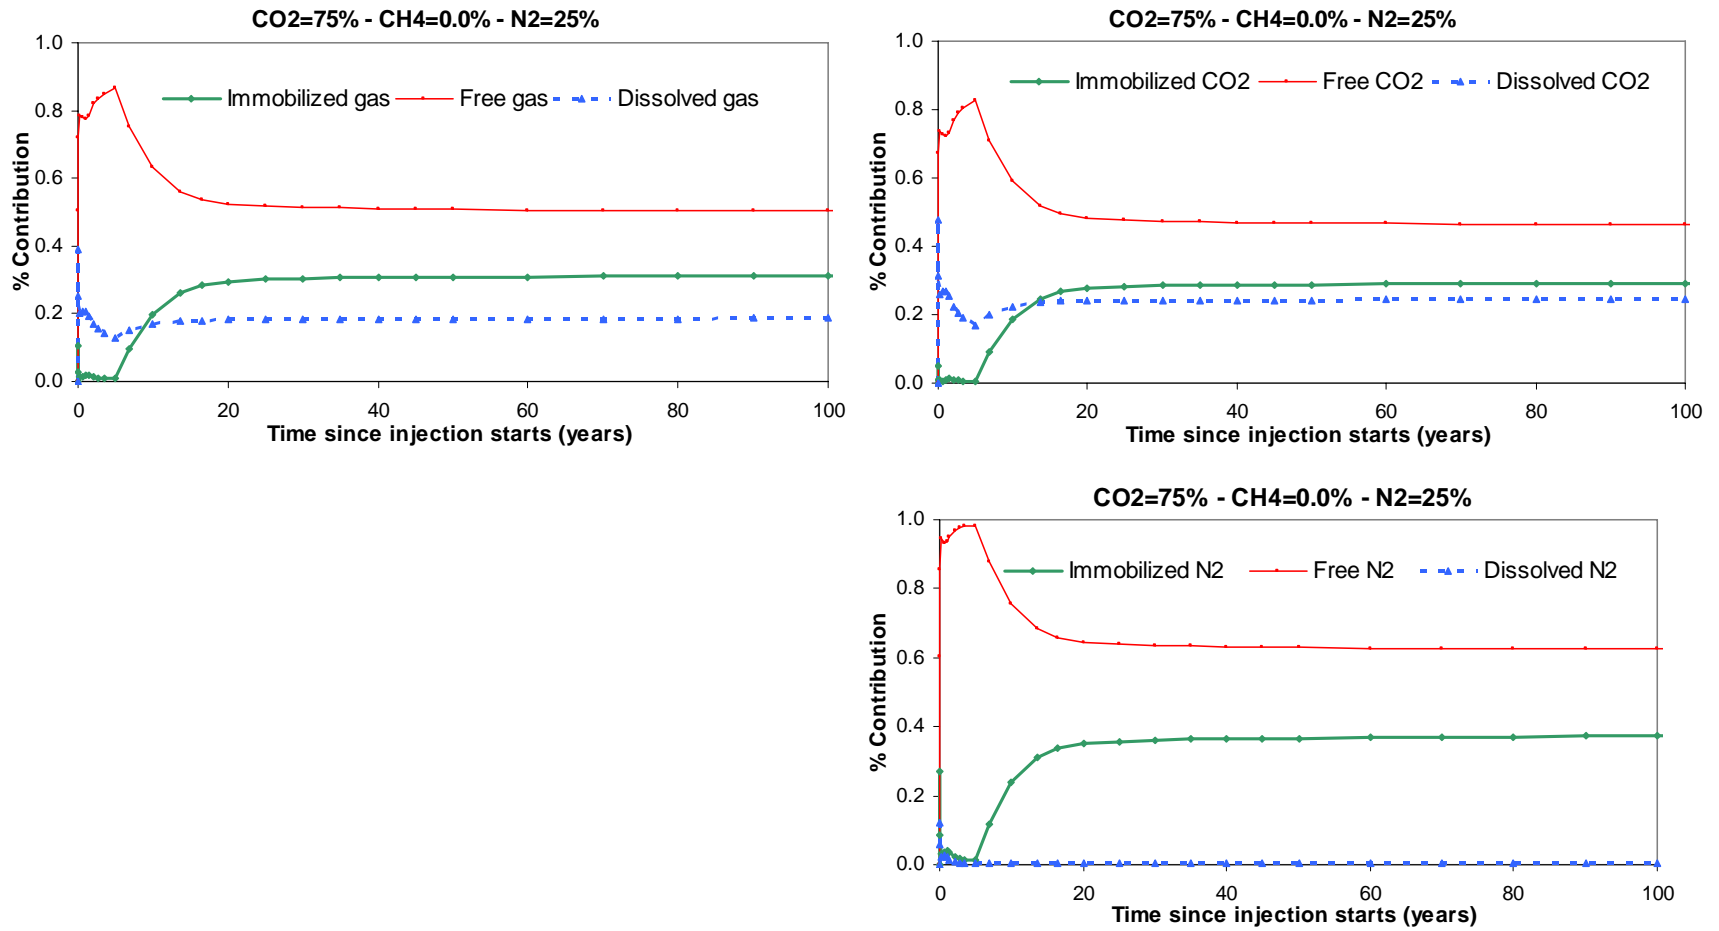 CO2=75% - CH4=0.0% - N2=25%
1.0
0.8
0.6
0.4
0.2
0.0
% Contribution
Immobilized gas Free gas Dissolved gas
0 20 40 60 80 100
Time since injection starts (years)
CO2=75% - CH4=0.0% - N2=25%
1.0
0.8
0.6
0.4
0.2
0.0
% Contribution
Immobilized CO2 Free CO2 Dissolved CO2
0 20 40 60 80 100
Time since injection starts (years)
CO2=75% - CH4=0.0% - N2=25%
1.0
0.8
0.6
0.4
0.2
0.0
% Contribution
Immobilized N2 Free N2 Dissolved N2
0 20 40 60 80 100
Time since injection starts (years)